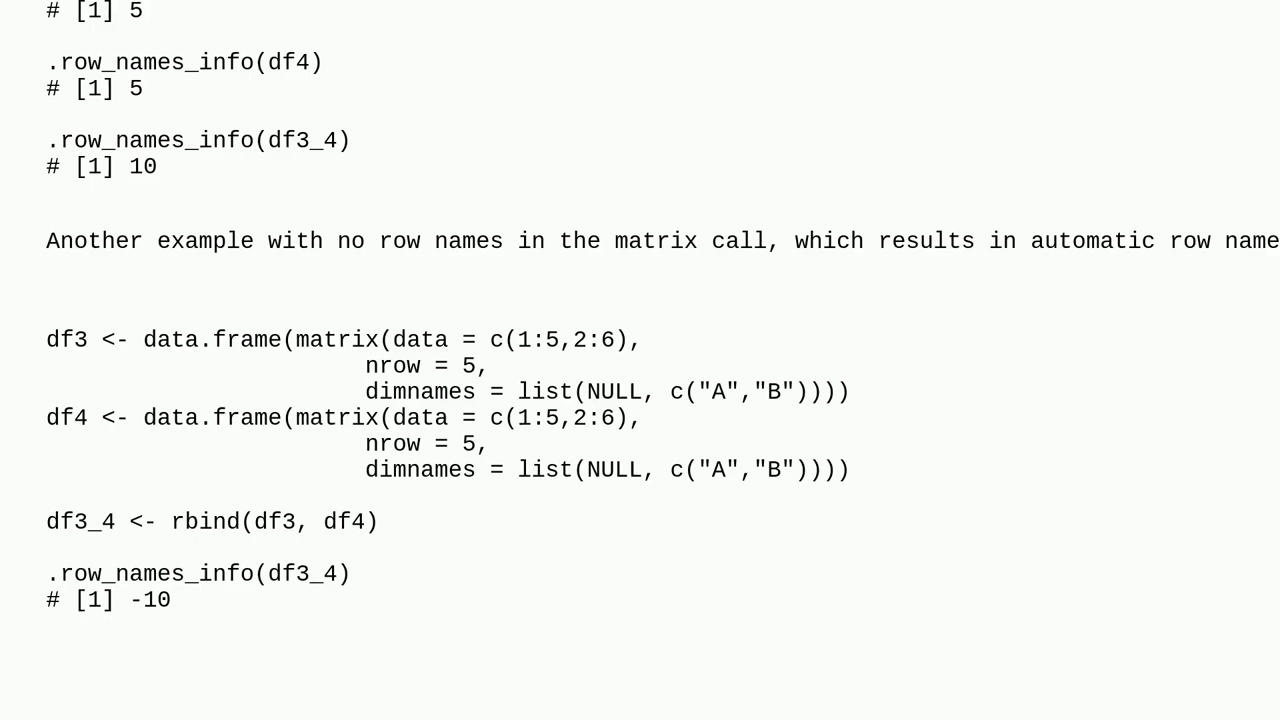 # [1] 5
.row_names_info(df4)
# [1] 5
.row_names_info(df3_4)
# [1] 10
Another example with no row names in the matrix call, which results in automatic row name
df3 <- data.frame(matrix(data = c(1:5,2:6),
                       nrow = 5,
                       dimnames = list(NULL, c("A","B"))))
df4 <- data.frame(matrix(data = c(1:5,2:6),
                       nrow = 5,
                       dimnames = list(NULL, c("A","B"))))
df3_4 <- rbind(df3, df4)
.row_names_info(df3_4)
# [1] -10